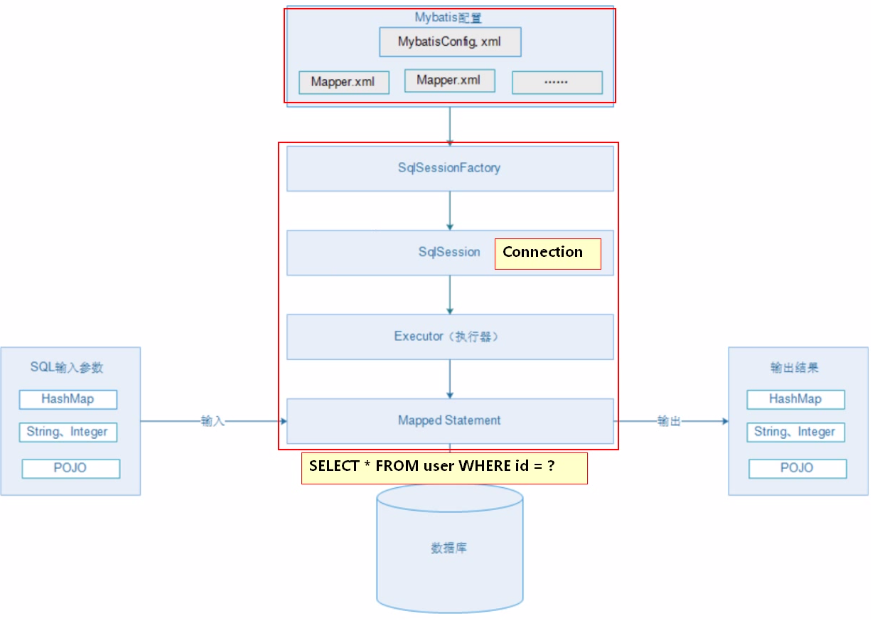 Mybatis配置
MybatisConfig, xml
Mapper.xml
Mapper.xml
······
SqlSessionFactory
SqlSession
Connection
Executor（执行器）
SQL输入参数
HashMap
String、Integer
POJO
输入
Mapped Statement
输出
输出结果
HashMap
String、Integer
POJO
SELECT * FROM user WHERE id = ?
数据库